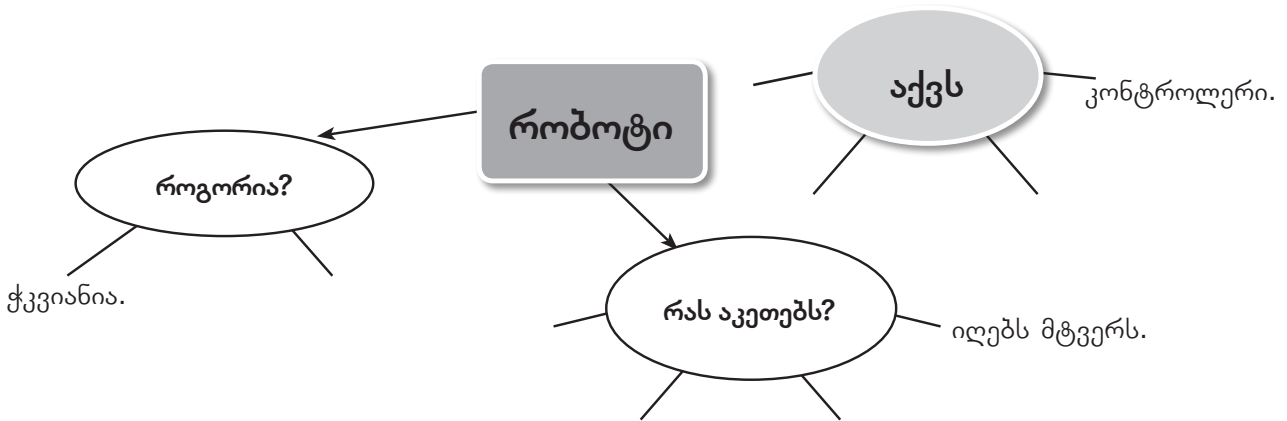 რობოტი
აქვს
კონტროლერი.
როგორია?
ჭკვიანია.
რას აკეთებს?
იღებს მტვერს.